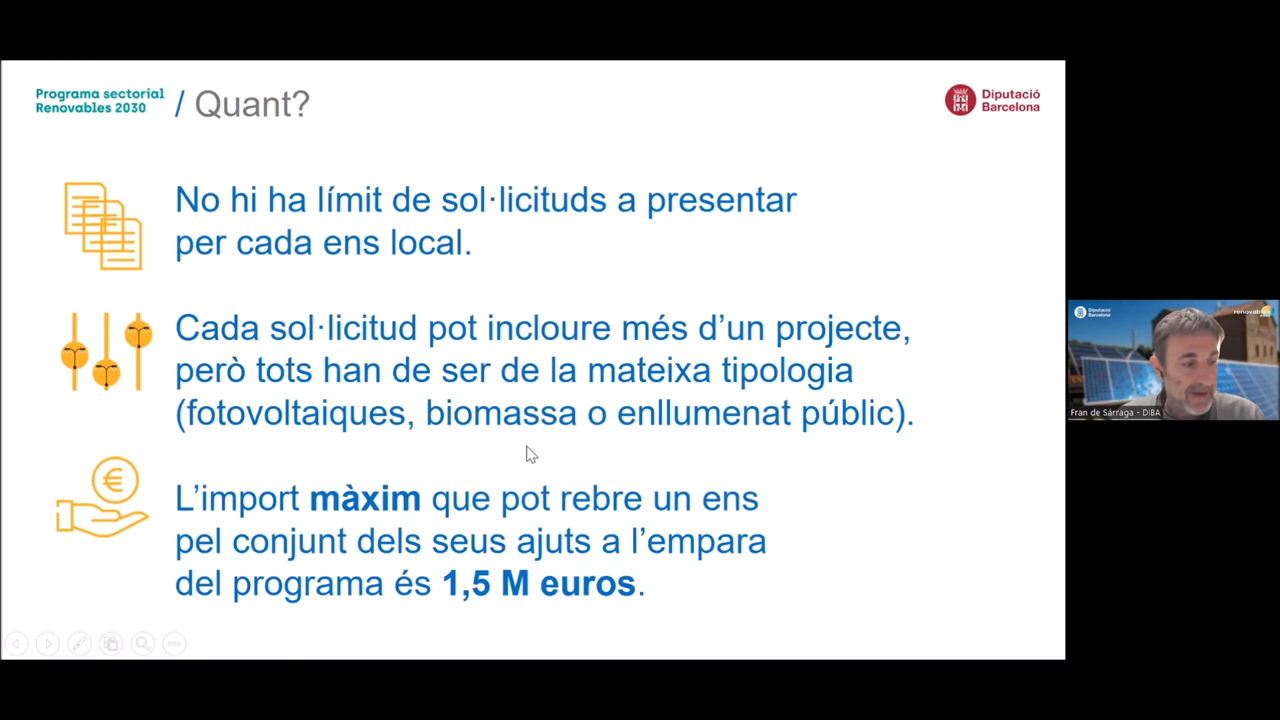 Programa sectorial
Renovables 2030
/ Quant?
Diputació
Barcelona
No hi ha límit de sol·licituds a presentar
per cada ens local.
Cada sol·licitud pot incloure més d’un projecte,
però tots han de ser de la mateixa tipologia
(fotovoltaiques, biomassa o enllumenat públic).
€
L’import màxim que pot rebre un ens
pel conjunt dels seus ajuts a l’empara
del programa és 1,5 M euros.
Diputació
Barcelona
Fran de Sárraga - DIBA